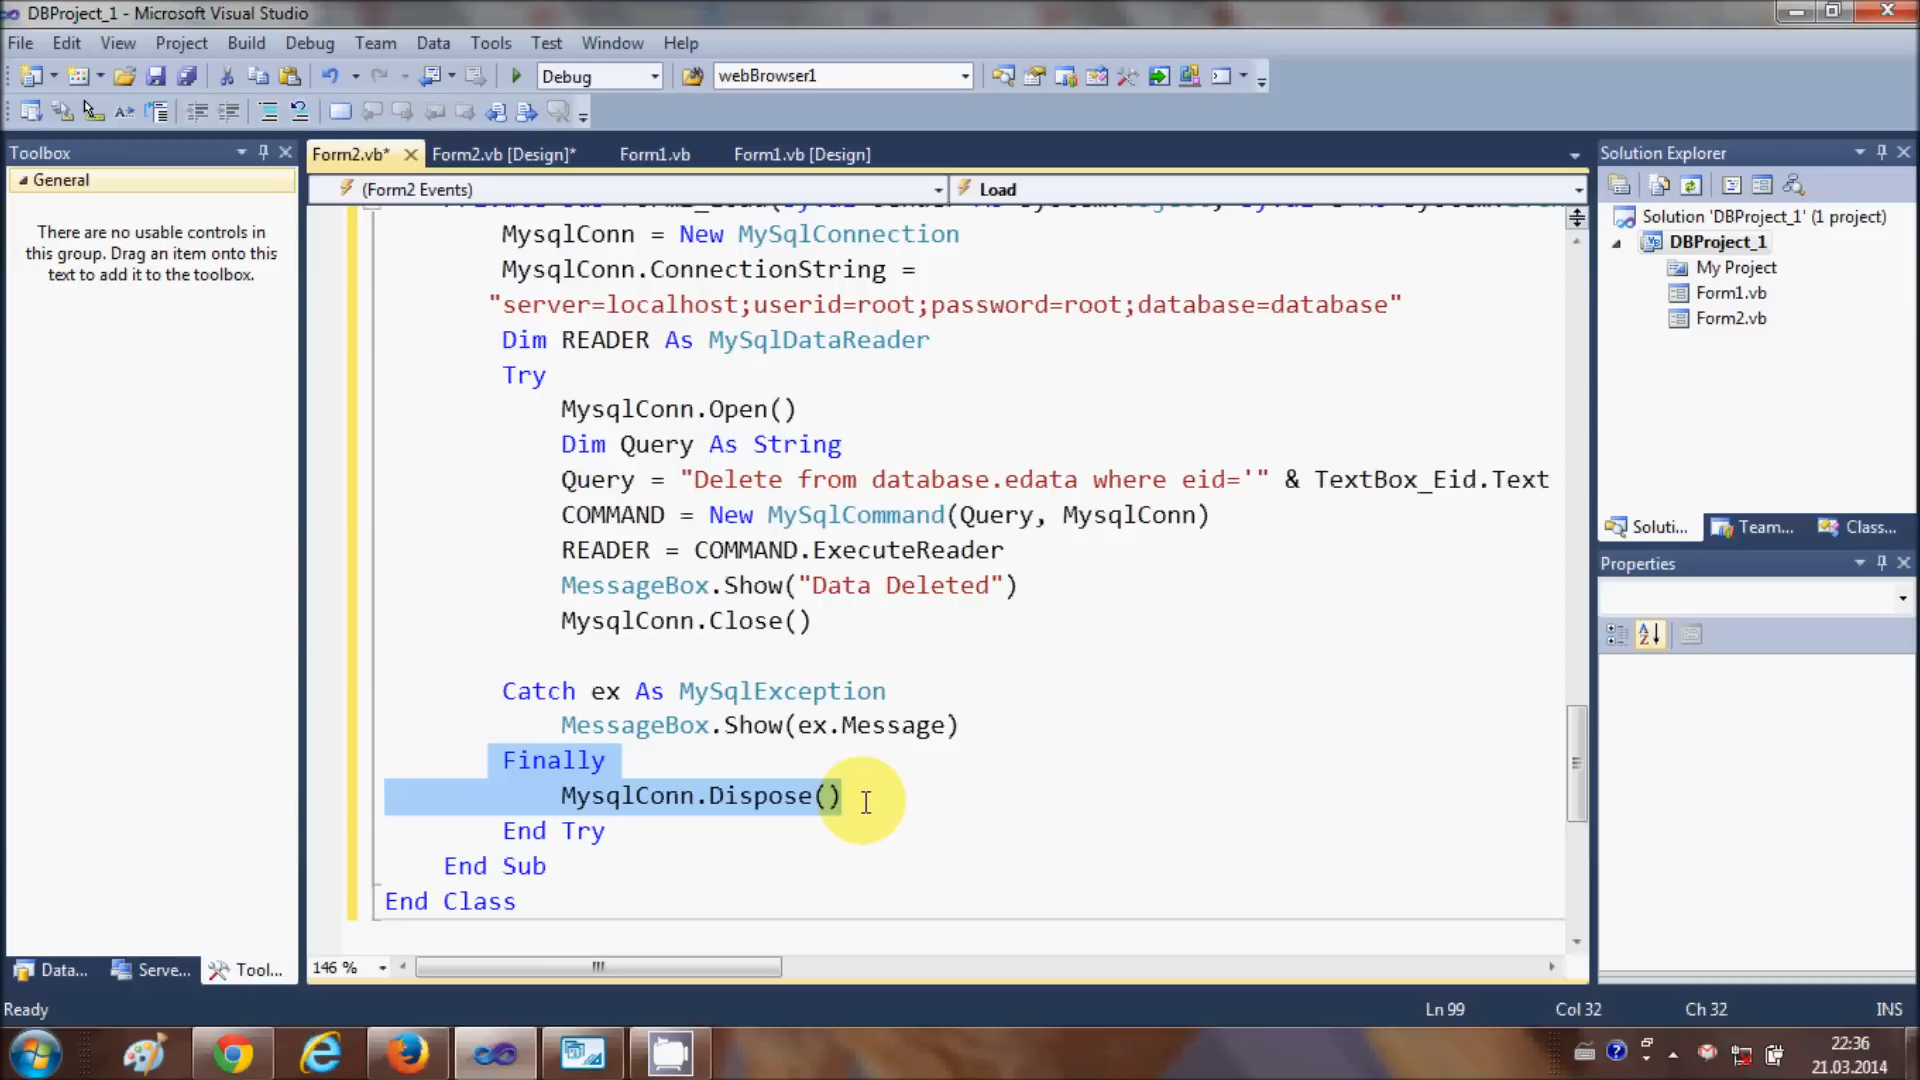 DBProject_1 - Microsoft Visual Studio
File Edit View Project Build Debug Team Data Tools Test Window Help
Debug webBrowser1
Toolbox
General
There are no usable controls in
this group. Drag an item onto this
text to add it to the toolbox.
Data... Serve... Tool...
Form2.vb* Form2.vb [Design]* Form1.vb Form1.vb [Design]
(Form2 Events) Load
MysqlConn = New MySqlConnection
MysqlConn.ConnectionString =
"server=localhost;userid=root;password=root;database=database"
Dim READER As MySqlDataReader
Try
MysqlConn.Open()
Dim Query As String
Query = "Delete from database.edata where eid='" & TextBox_Eid.Text
COMMAND = New MySqlCommand(Query, MysqlConn)
READER = COMMAND.ExecuteReader
MessageBox.Show("Data Deleted")
MysqlConn.Close()
Catch ex As MySqlException
MessageBox.Show(ex.Message)
Finally
MysqlConn.Dispose()
End Try
End Sub
End Class
146 %
Solution Explorer
Solution 'DBProject_1' (1 project)
DBProject_1
My Project
Form1.vb
Form2.vb
Soluti... Team... Class...
Properties
Ready Ln 99 Col 32 Ch 32 INS
22:36
21.03.2014